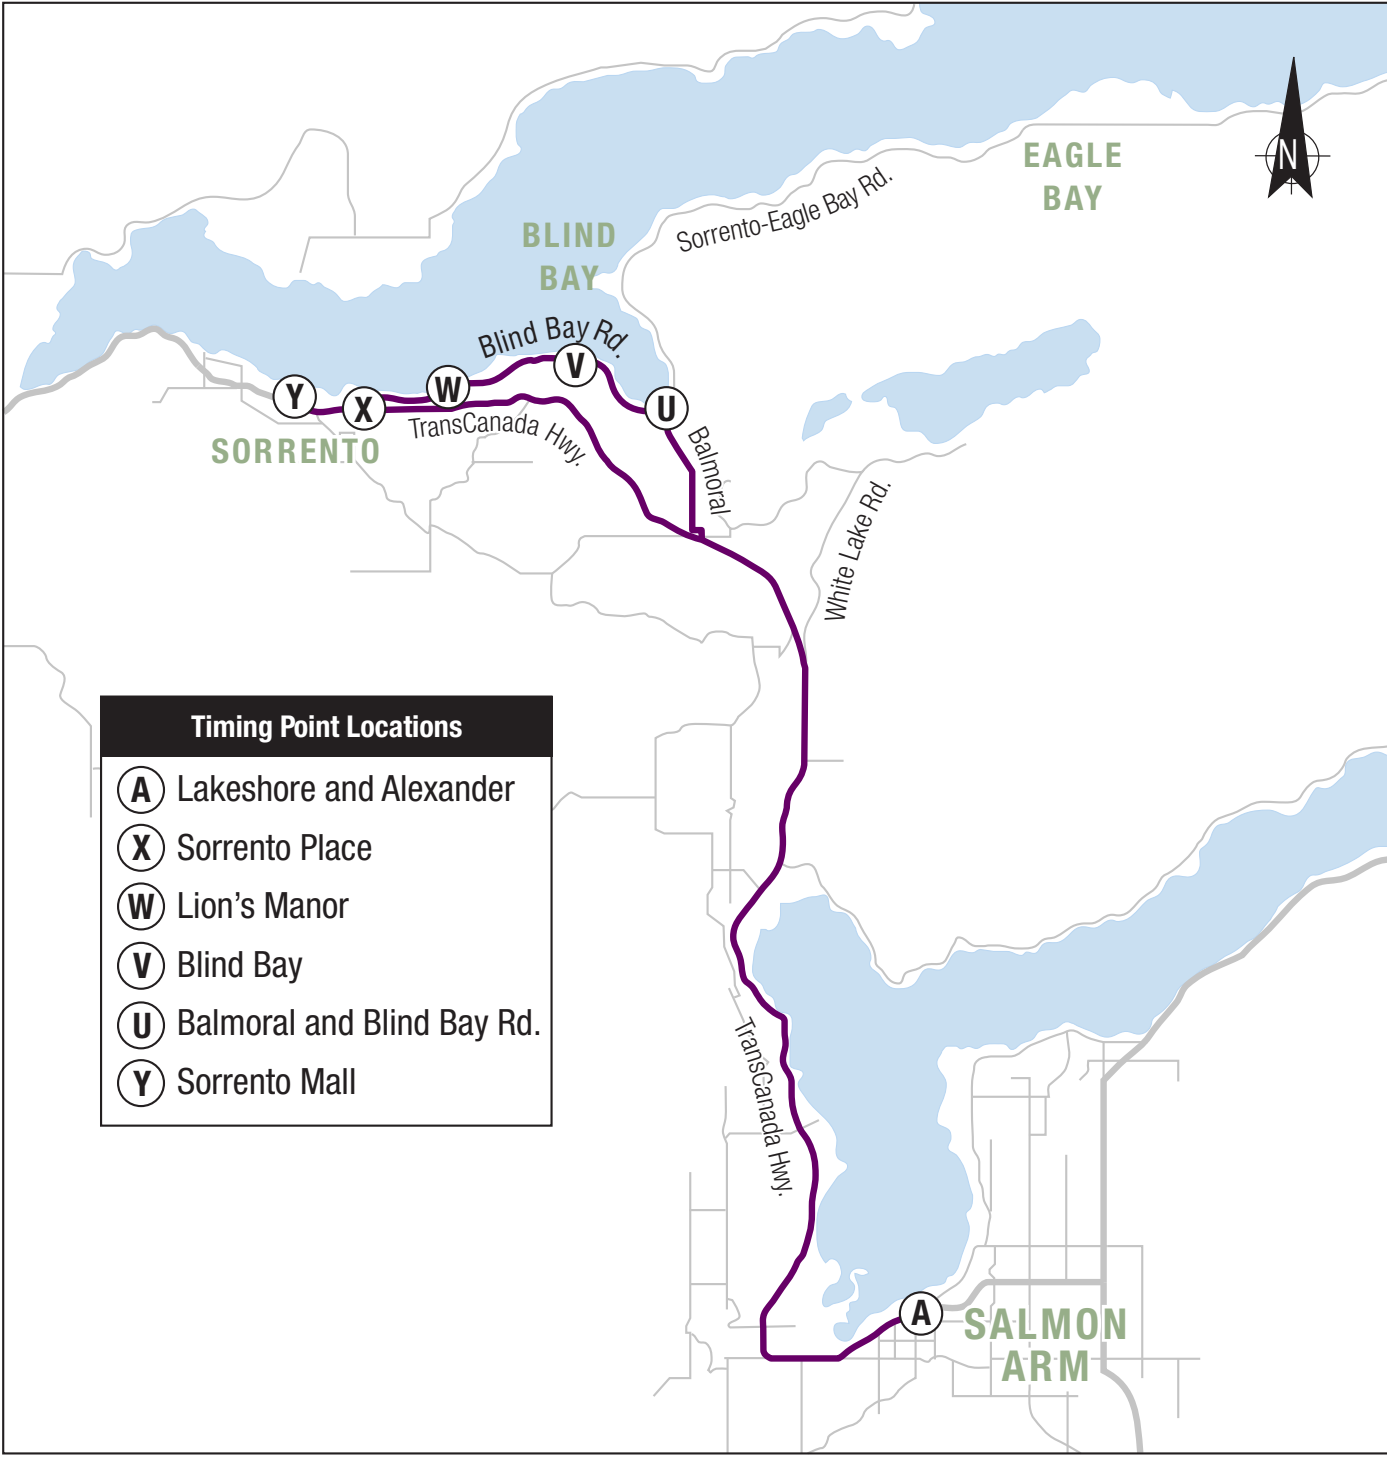 EAGLE
BAY
N
Sorrento-Eagle Bay Rd.
BLIND
BAY
Blind Bay Rd.
V
W
Y
X
U
TransCanada Hwy.
SORRENTO
Balmoral
White Lake Rd.
Timing Point Locations
A Lakeshore and Alexander
X Sorrento Place
W Lion's Manor
V Blind Bay
U Balmoral and Blind Bay Rd.
Y Sorrento Mall
TransCanada Hwy.
A
SALMON
ARM